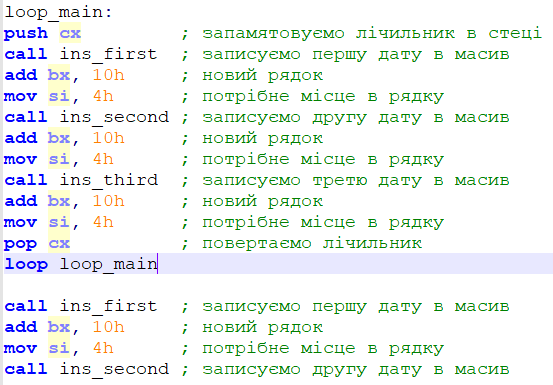 loop_main:
push cx ; запамятовуємо лічильник в стеці
call ins_first ; записуємо першу дату в масив
add bx, 10h ; новий рядок
mov si, 4h ; потрібне місце в рядку
call ins_second ; записуємо другу дату в масив
add bx, 10h ; новий рядок
mov si, 4h ; потрібне місце в рядку
call ins_third ; записуємо третю дату в масив
add bx, 10h ; новий рядок
mov si, 4h ; потрібне місце в рядку
pop cx ; повертаємо лічильник
loop loop_main
call ins_first ; записуємо першу дату в масив
add bx, 10h ; новий рядок
mov si, 4h ; потрібне місце в рядку
call ins_second ; записуємо другу дату в масив